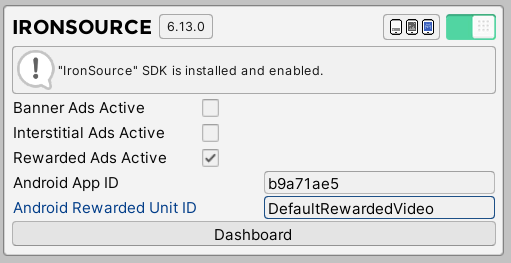 IRONSOURCE 6.13.0
"IronSource" SDK is installed and enabled.
Banner Ads Active
Interstitial Ads Active
Rewarded Ads Active
Android App ID b9a71ae5
Android Rewarded Unit ID DefaultRewardedVideo
Dashboard